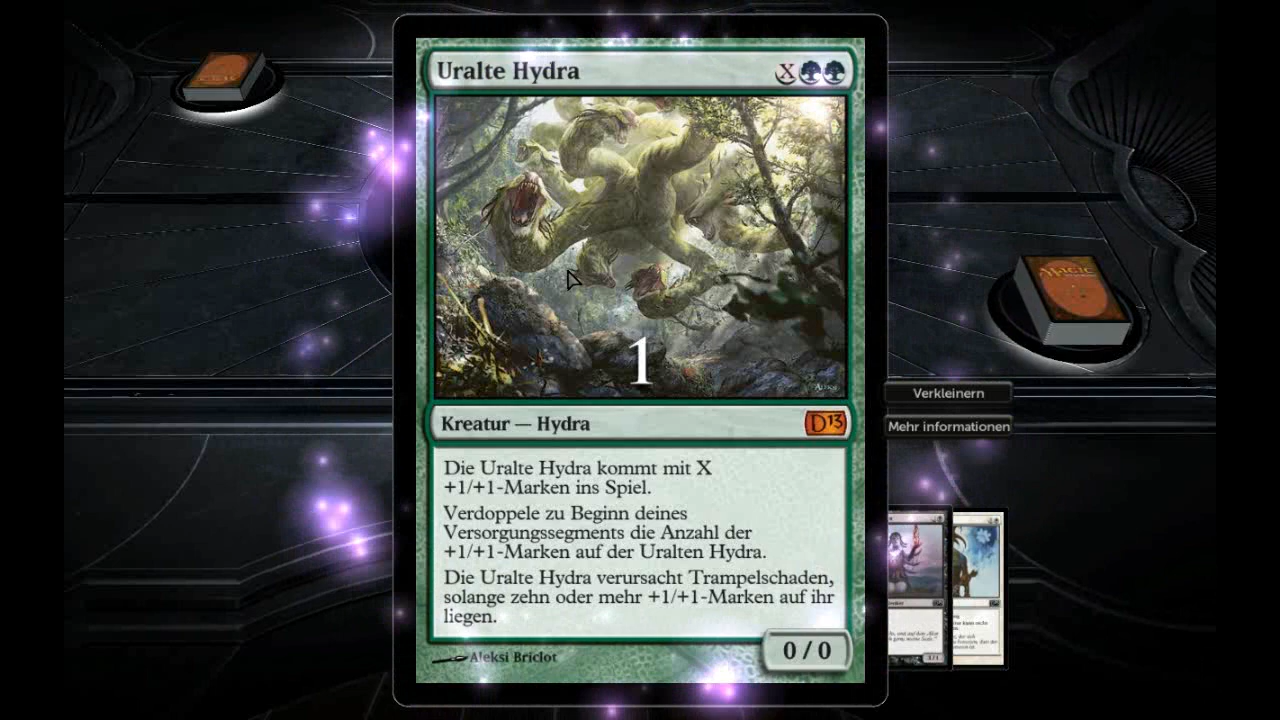 Uralte Hydra
X
1
Kreatur — Hydra
D13
Die Uralte Hydra kommt mit X
+1/+1-Marken ins Spiel.
Verdoppele zu Beginn deines
Versorgungssegments die Anzahl der
+1/+1-Marken auf der Uralten Hydra.
Die Uralte Hydra verursacht Trampelschaden,
solange zehn oder mehr +1/+1-Marken auf ihr
liegen.
0/0
Aleksi Briclot
MAGIC
Verkleinern
Mehr informationen